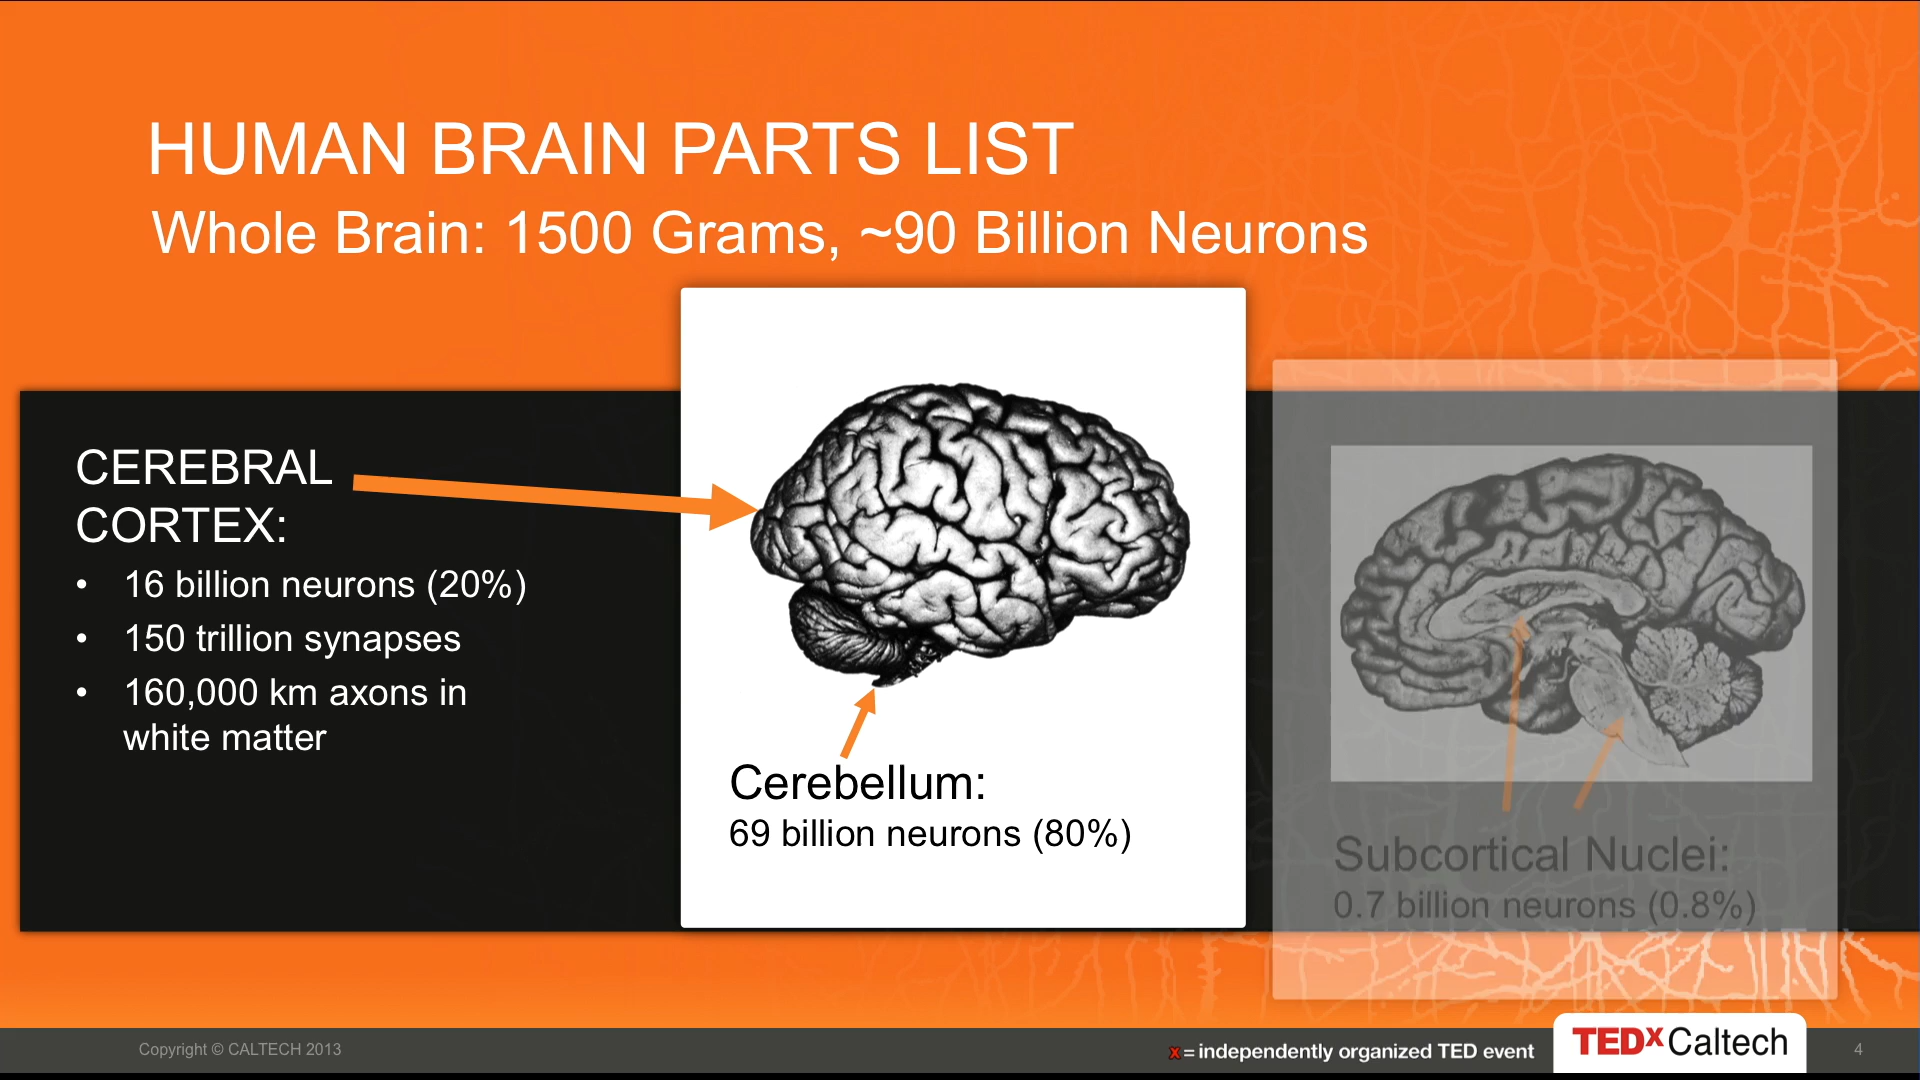 HUMAN BRAIN PARTS LIST
Whole Brain: 1500 Grams, ~90 Billion Neurons
CEREBRAL
CORTEX:
• 16 billion neurons (20%)
• 150 trillion synapses
• 160,000 km axons in
white matter
Cerebellum:
69 billion neurons (80%)
Subcortical Nuclei:
0.7 billion neurons (0.8%)
Copyright © CALTECH 2013
x = independently organized TED event
TEDx Caltech
4